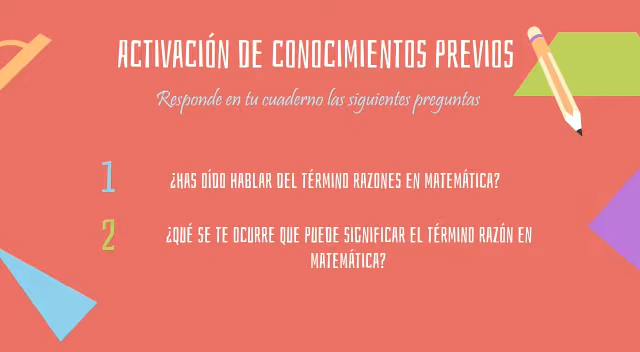 ACTIVACIÓN DE CONOCIMIENTOS PREVIOS
Responde en tu cuaderno las siguientes preguntas
1 ¿HAS OÍDO HABLAR DEL TÉRMINO RAZONES EN MATEMÁTICA?
2 ¿QUÉ SE TE OCURRE QUE PUEDE SIGNIFICAR EL TÉRMINO RAZÓN EN
MATEMÁTICA?